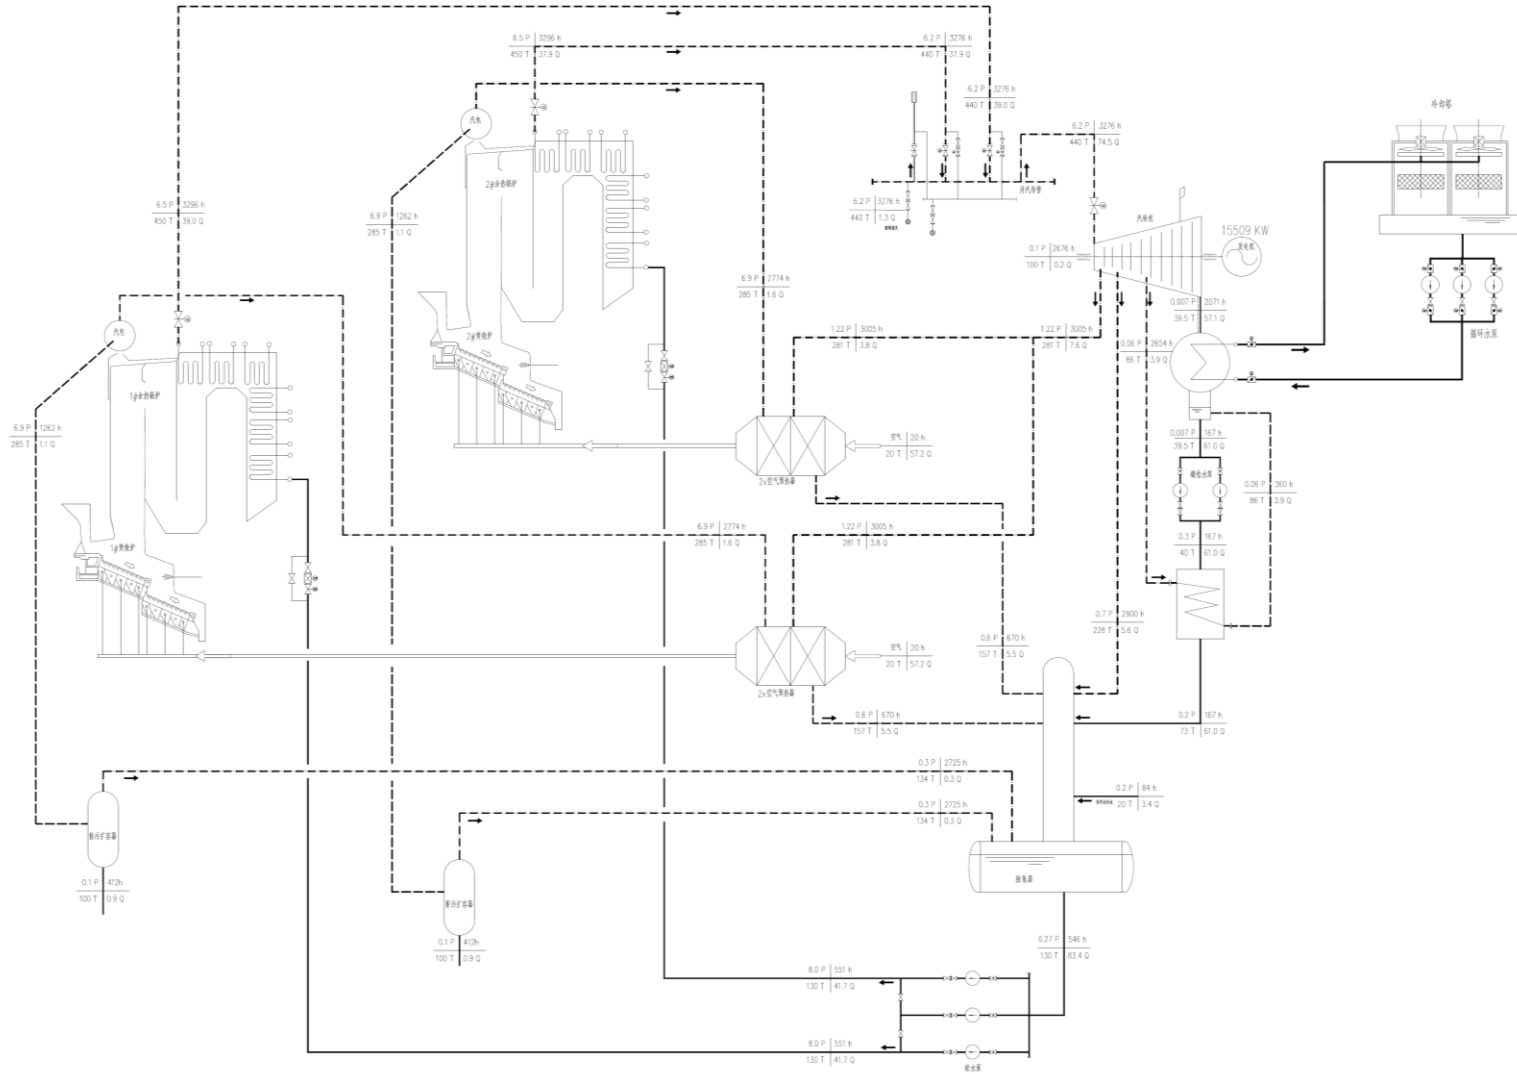 6.5 P 3296 h
450 T 37.9 Q
6.2 P 3276 h
440 T 37.9 Q
6.2 P 3276 h
440 T 39.0 Q
6.2 P 3276 h
440 T 74.5 Q
冷却塔
汽包
2#余热锅炉
6.5 P 3296 h
450 T 39.0 Q
6.9 P 1262 h
285 T 1.1 Q
6.2 P 3276 h
440 T 1.3 Q
汽轮机
15509 KW
发电机
0.1 P 2676 h
100 T 0.2 Q
6.9 P 2774 h
285 T 1.6 Q
0.007 P 2071 h
39.5 T 57.1 Q
循环水泵
汽包
2#焚烧炉
1.22 P 3005 h
281 T 3.8 Q
1.22 P 3005 h
281 T 7.6 Q
0.06 P 2654 h
86 T 3.9 Q
1#余热锅炉
6.9 P 1262 h
285 T 1.1 Q
空气 20 h
20 T 57.2 Q
0.007 P 167 h
39.5 T 61.0 Q
2x空气预热器
凝结水泵
0.06 P 360 h
86 T 3.9 Q
6.9 P 2774 h
285 T 1.6 Q
1.22 P 3005 h
281 T 3.8 Q
0.3 P 167 h
40 T 61.0 Q
1#焚烧炉
0.7 P 2900 h
228 T 5.6 Q
0.6 P 670 h
157 T 5.5 Q
空气 20 h
20 T 57.2 Q
2x空气预热器
0.6 P 670 h
157 T 5.5 Q
0.2 P 167 h
73 T 61.0 Q
0.3 P 2725 h
134 T 0.3 Q
0.2 P 84 h
20 T 3.4 Q
0.3 P 2725 h
134 T 0.3 Q
排污扩容器
除氧器
0.1 P 412h
100 T 0.9 Q
排污扩容器
0.1 P 412h
100 T 0.9 Q
0.27 P 546 h
130 T 83.4 Q
8.0 P 551 h
130 T 41.7 Q
8.0 P 551 h
130 T 41.7 Q
给水泵